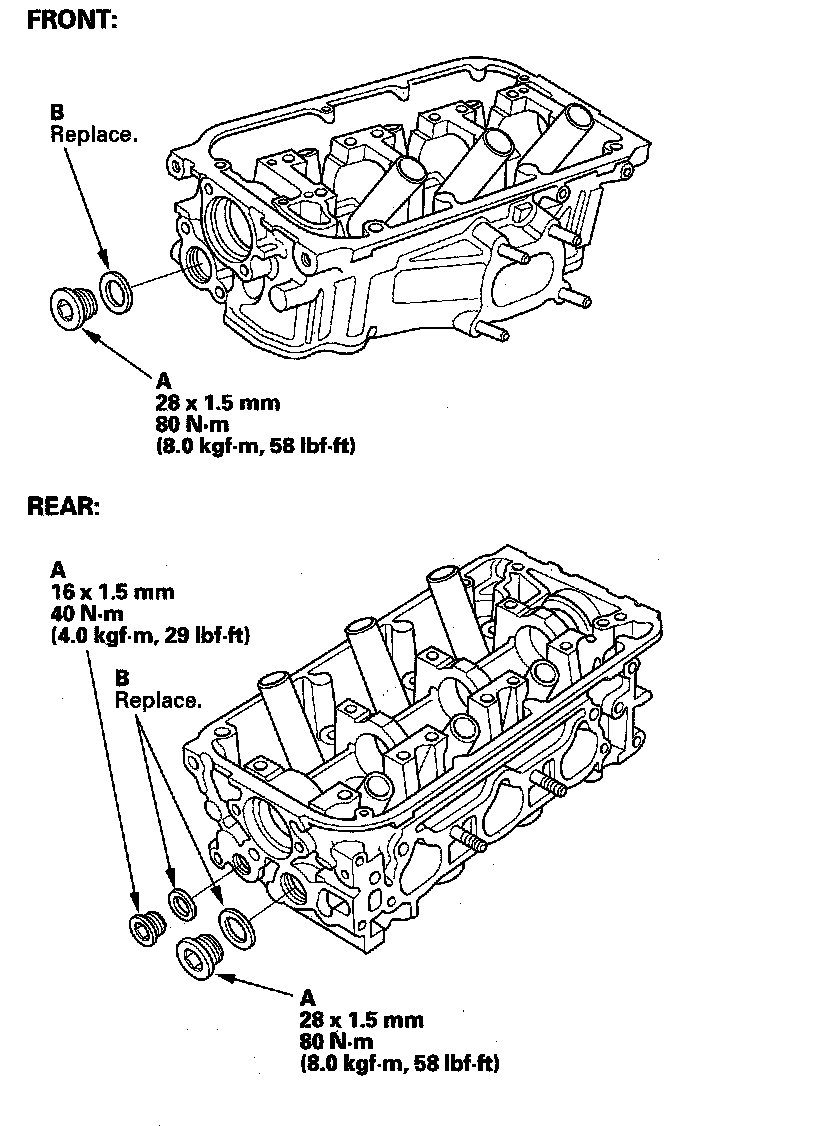 FRONT:
B
Replace.
A
28 x 1.5 mm
80 N·m
(8.0 kgf·m, 58 lbf·ft)
REAR:
A
16 x 1.5 mm
40 N·m
(4.0 kgf·m, 29 lbf·ft)
B
Replace.
A
28 x 1.5 mm
80 N·m
(8.0 kgf·m, 58 lbf·ft)